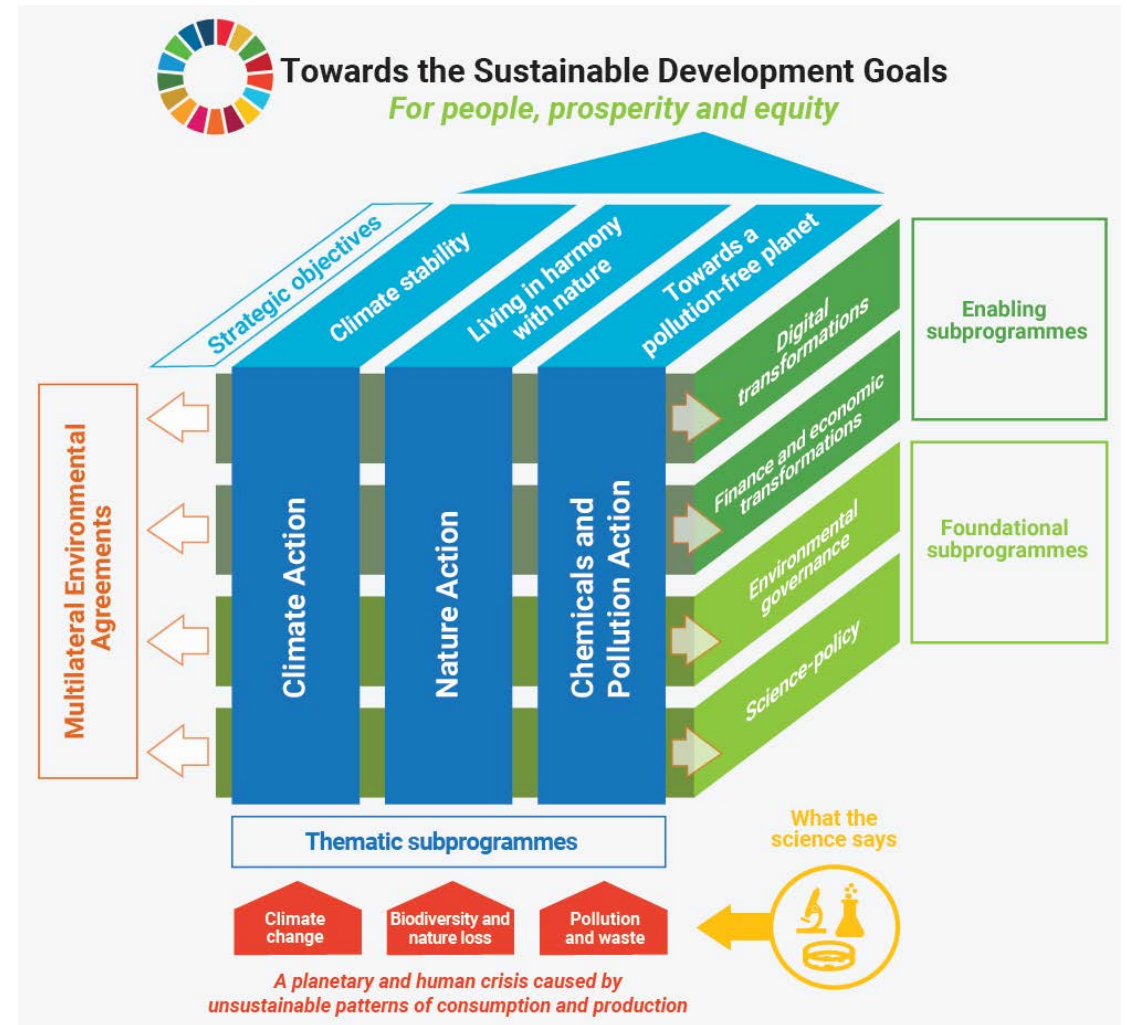 Towards the Sustainable Development Goals
For people, prosperity and equity
Strategic objectives
Climate stability
Living in harmony
with nature
Towards a
pollution-free planet
Digital
transformations
Finance and economic
transformations
Environmental
governance
Science-policy
Enabling
subprogrammes
Foundational
subprogrammes
Multilateral Environmental
Agreements
Climate Action
Nature Action
Chemicals and
Pollution Action
Thematic subprogrammes
What the
science says
Climate
change
Biodiversity and
nature loss
Pollution
and waste
A planetary and human crisis caused by
unsustainable patterns of consumption and production